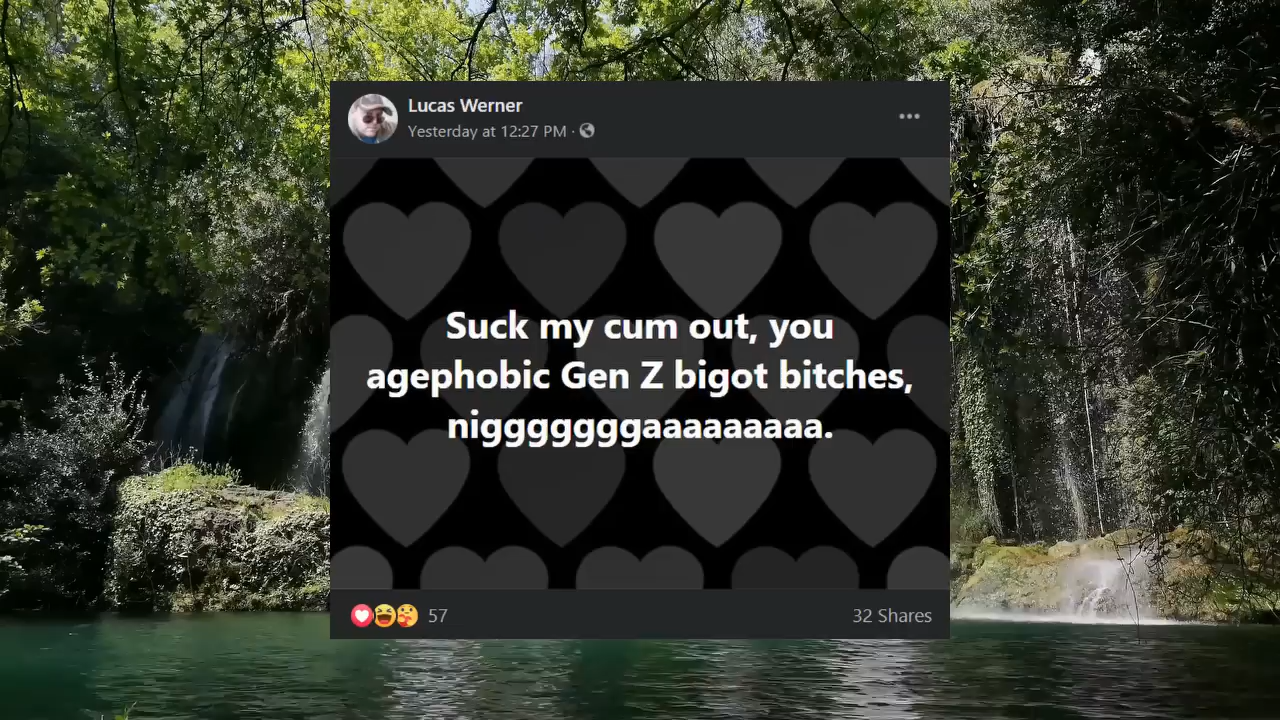 Lucas Werner
Yesterday at 12:27 PM ·
Suck my cum out, you
agephobic Gen Z bigot bitches,
nigggggggaaaaaaaaa.
57
32 Shares